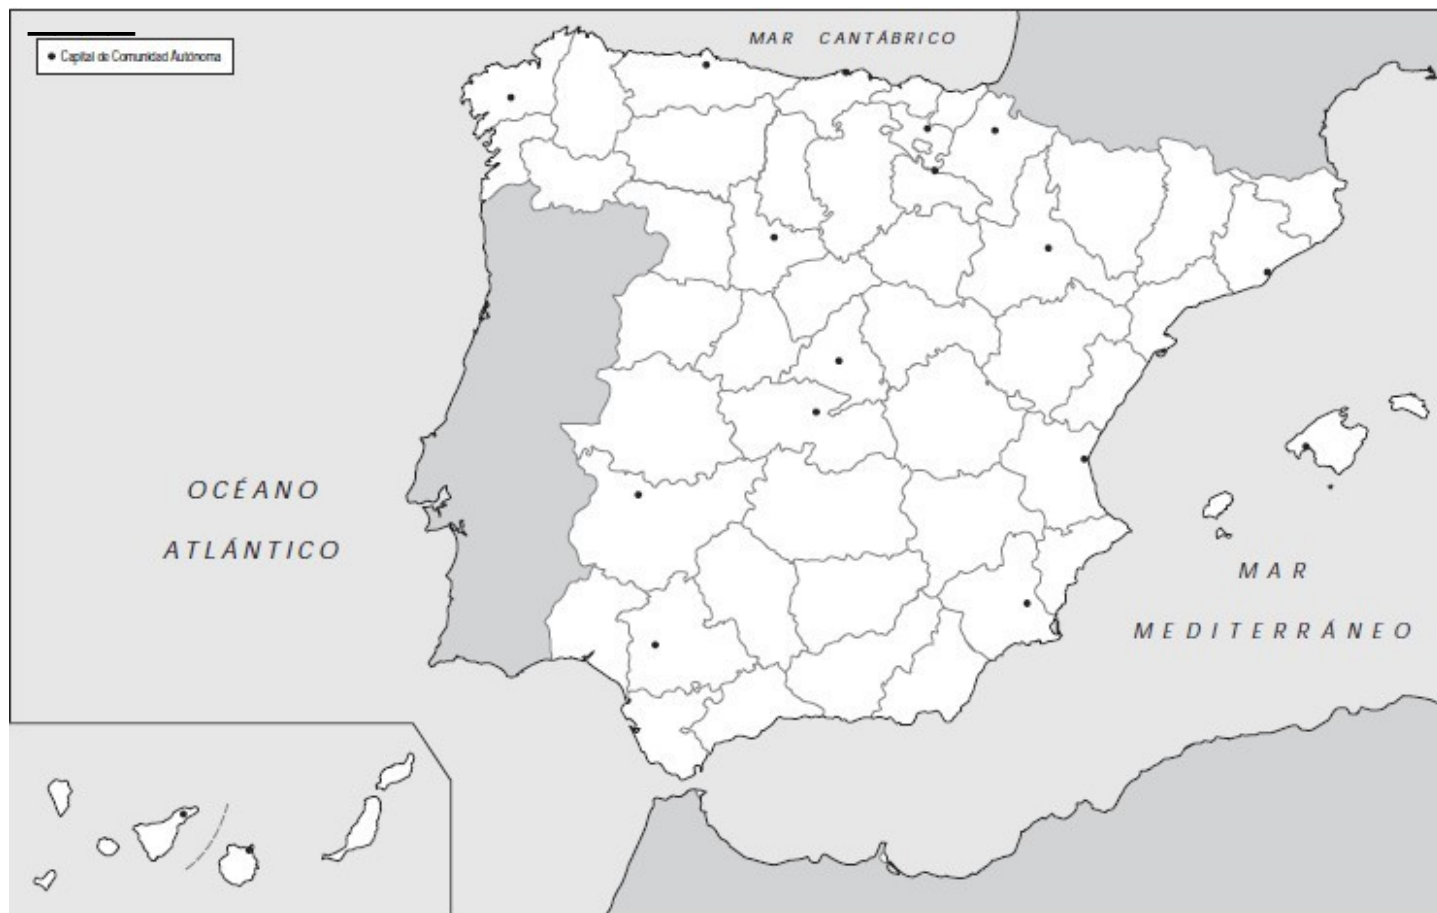 MAR CANTÁBRICO
Capital de Comunidad Autónoma
OCÉANO
ATLÁNTICO
MAR
MEDITERRÁNEO